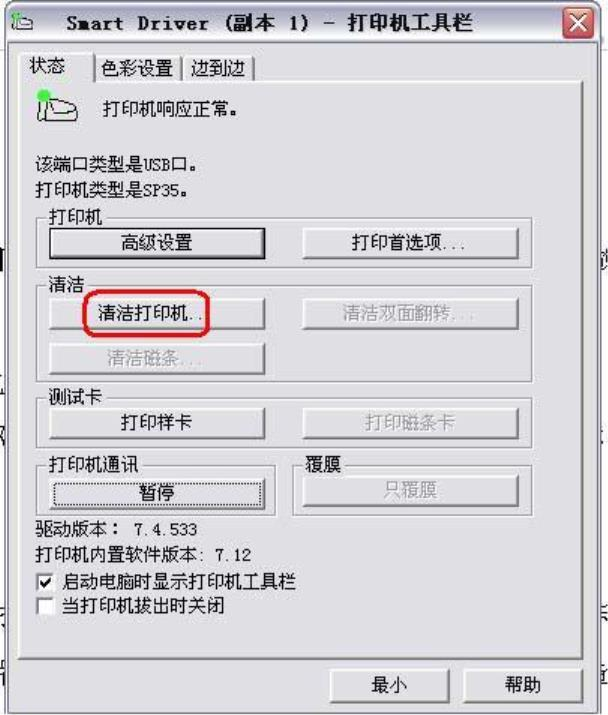 Smart Driver (副本 1) - 打印机工具栏
状态 色彩设置 边到边
打印机响应正常。
该端口类型是USB口。
打印机类型是SP35。
打印机
高级设置 打印首选项...
清洁
清洁打印机.. 清洁双面翻转...
清洁磁条...
测试卡
打印样卡 打印磁条卡
打印机通讯 覆膜
暂停 只覆膜
驱动版本: 7.4.533
打印机内置软件版本: 7.12
启动电脑时显示打印机工具栏
当打印机拔出时关闭
最小 帮助